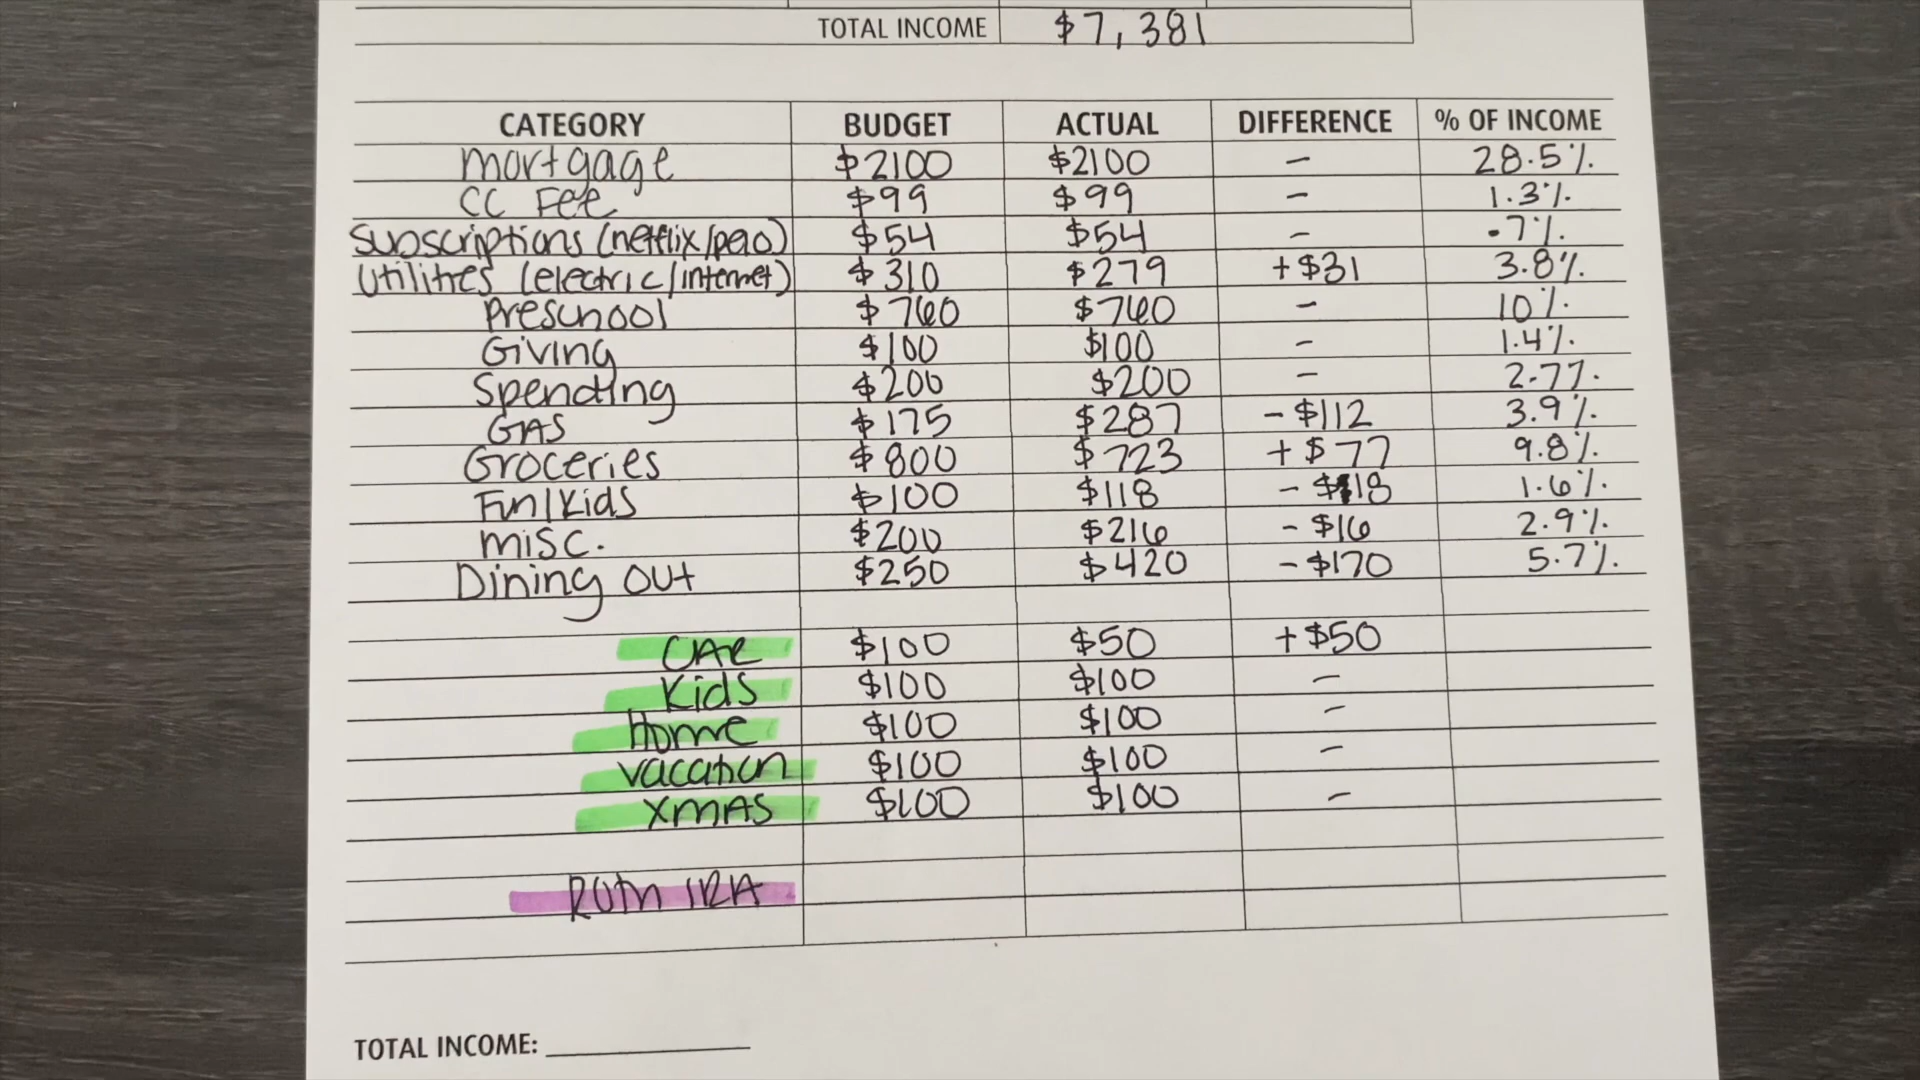 TOTAL INCOME $7,381
CATEGORY BUDGET ACTUAL DIFFERENCE % OF INCOME
mortgage $2100 $2100 - 28.5%
CC Fee $99 $99 - 1.3%
Subscriptions (netflix/pelo) $54 $54 - .7%
Utilities (electric/internet) $310 $279 +$31 3.8%
Preschool $760 $760 - 10%
Giving $100 $100 - 1.4%
Spending $200 $200 - 2.7%
GAS $175 $287 -$112 3.9%
Groceries $800 $723 +$77 9.8%
Fun/Kids $100 $118 -$18 1.6%
misc. $200 $216 -$16 2.9%
Dining Out $250 $420 -$170 5.7%
CAR $100 $50 +$50
Kids $100 $100 -
Home $100 $100 -
vacation $100 $100 -
XMAS $100 $100 -
ROTH IRA
TOTAL INCOME: